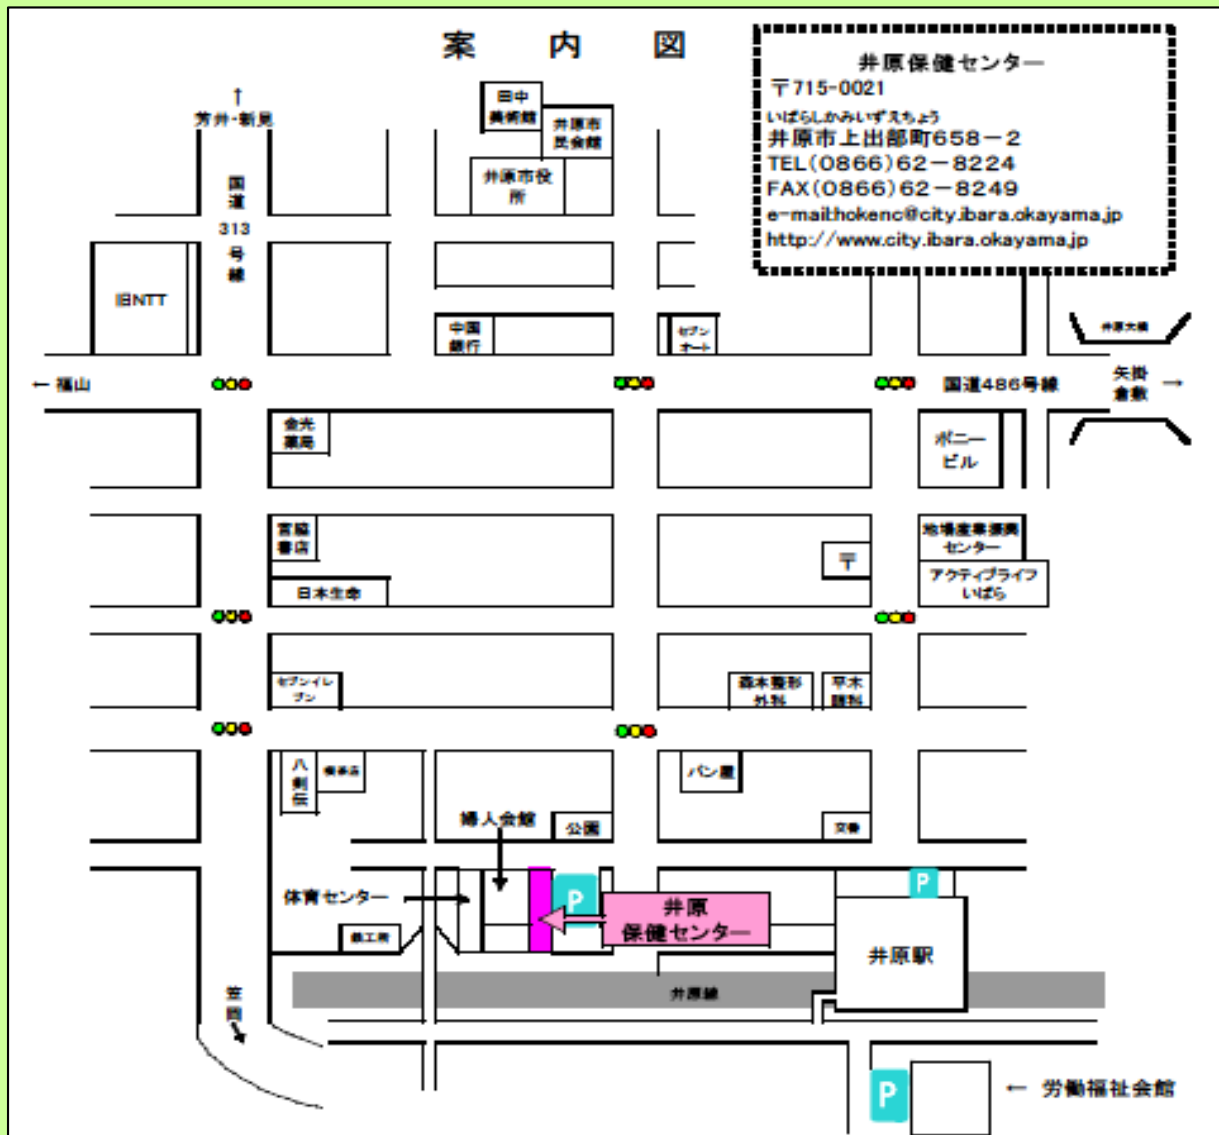 案 内 図
井原保健センター
〒715-0021
いばらしかみいずえちょう
井原市上出部町658−2
TEL(0866)62−8224
FAX(0866)62−8249
e-mail:hokenc@city.ibara.okayama.jp
http://www.city.ibara.okayama.jp
↑
芳井・新見
田中
美術館
井原市
民会館
井原市役
所
国道
313
号線
旧NTT
中国
銀行
セブン
オート
井原大橋
← 福山
国道486号線
矢掛
倉敷 →
金光
薬局
ポニー
ビル
宮脇
書店
日本生命
〒
地場産業振興
センター
アクティブライフ
いばら
セブンイレ
ブン
森本整形
外科
平木
眼科
八剣伝
パン屋
婦人会館
公園
交番
体育センター
P
P
井原
保健センター
鉄工所
井原駅
笠岡
井原線
P
← 労働福祉会館